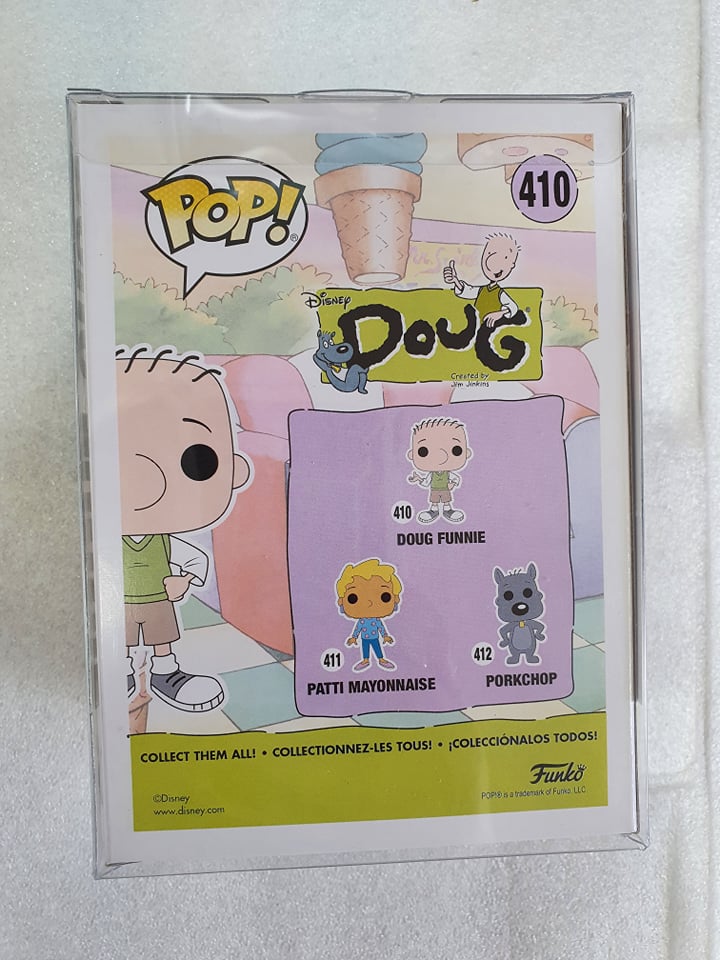 POP!®
410
Disney
DOUG®
Created by
Jim Jinkins
410
DOUG FUNNIE
411
PATTI MAYONNAISE
412
PORKCHOP
COLLECT THEM ALL! • COLLECTIONNEZ-LES TOUS! • ¡COLECCIÓNALOS TODOS!
Funko
©Disney
www.disney.com
POP!® is a trademark of Funko, LLC